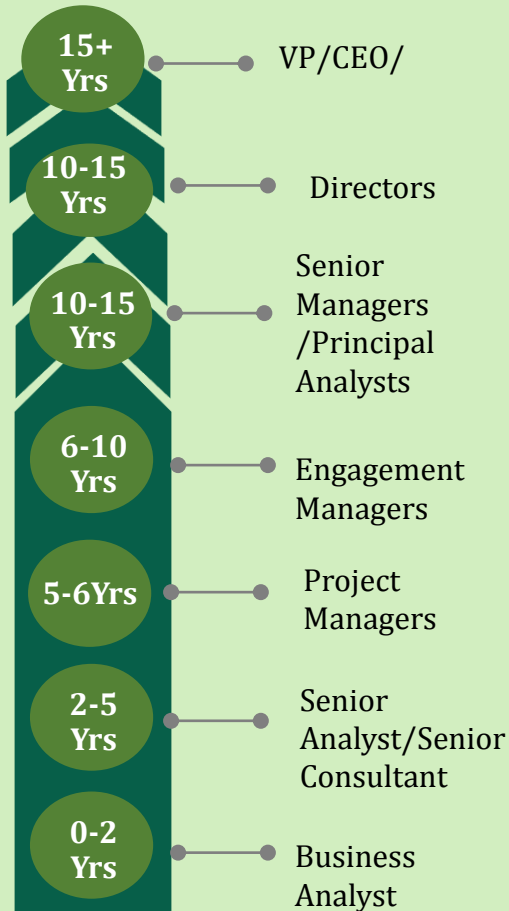 15+
Yrs
VP/CEO/
10-15
Yrs
Directors
10-15
Yrs
Senior
Managers
/Principal
Analysts
6-10
Yrs
Engagement
Managers
5-6Yrs
Project
Managers
2-5
Yrs
Senior
Analyst/Senior
Consultant
0-2
Yrs
Business
Analyst